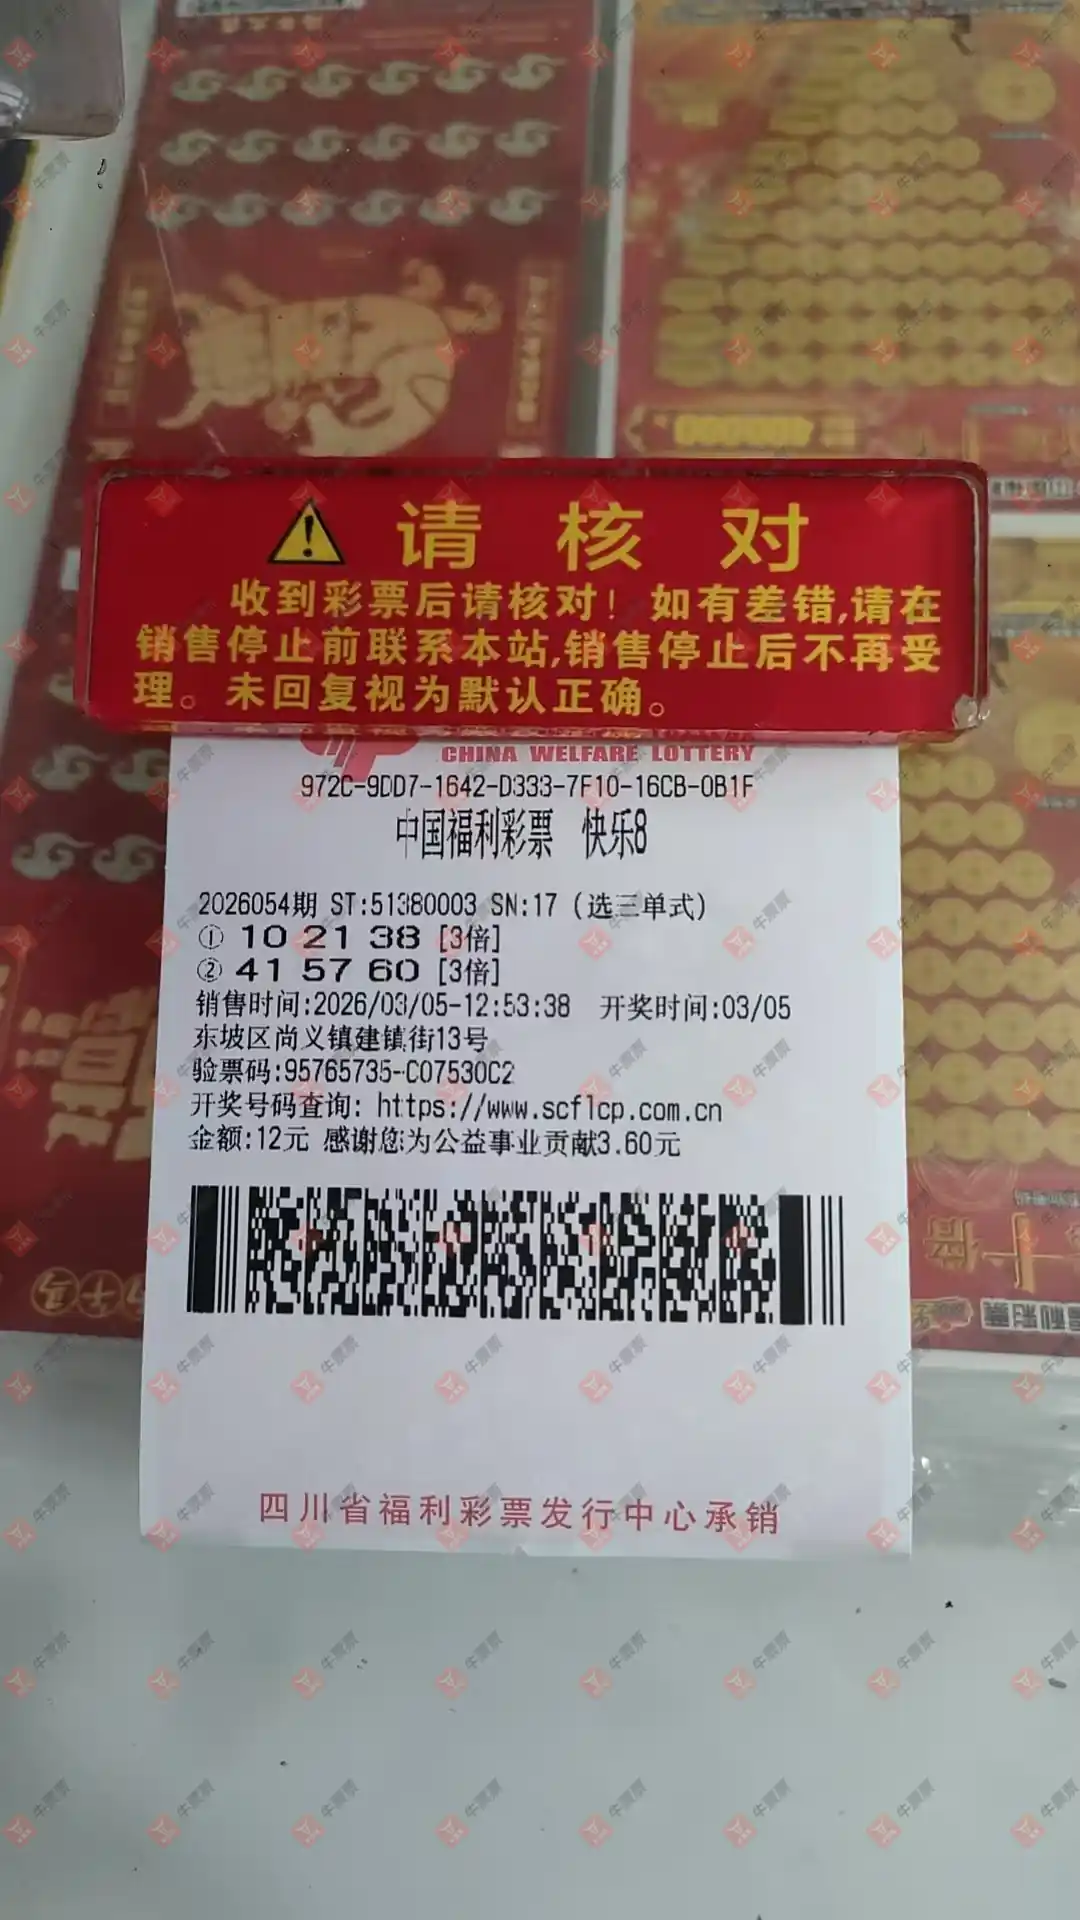 请核对
收到彩票后请核对！如有差错,请在
销售停止前联系本站,销售停止后不再受
理。未回复视为默认正确。
CHINA WELFARE LOTTERY
972C-9DD7-1642-D333-7F10-16CB-0B1F
中国福利彩票 快乐8
2026054期 ST:51380003 SN:17 (选三单式)
① 10 21 38 [3倍]
② 41 57 60 [3倍]
销售时间:2026/03/05-12:53:38 开奖时间:03/05
东坡区尚义镇建镇街13号
验票码:95765735-C07530C2
开奖号码查询: https://www.scflcp.com.cn
金额:12元 感谢您为公益事业贡献3.60元
四川省福利彩票发行中心承销
牛票票